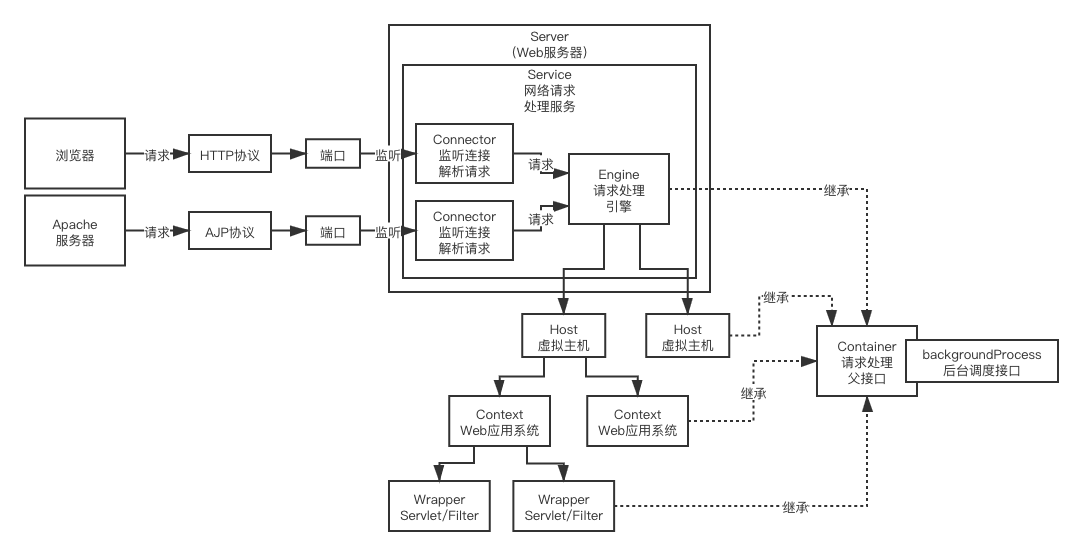 Server
(Web服务器)
Service
网络请求
处理服务
浏览器
请求
HTTP协议
端口
监听
Connector
监听连接
解析请求
请求
Engine
请求处理
引擎
继承
Apache
服务器
请求
AJP协议
端口
监听
Connector
监听连接
解析请求
请求
Host
虚拟主机
Host
虚拟主机
继承
Container
请求处理
父接口
backgroundProcess
后台调度接口
继承
Context
Web应用系统
Context
Web应用系统
Wrapper
Servlet/Filter
Wrapper
Servlet/Filter
继承